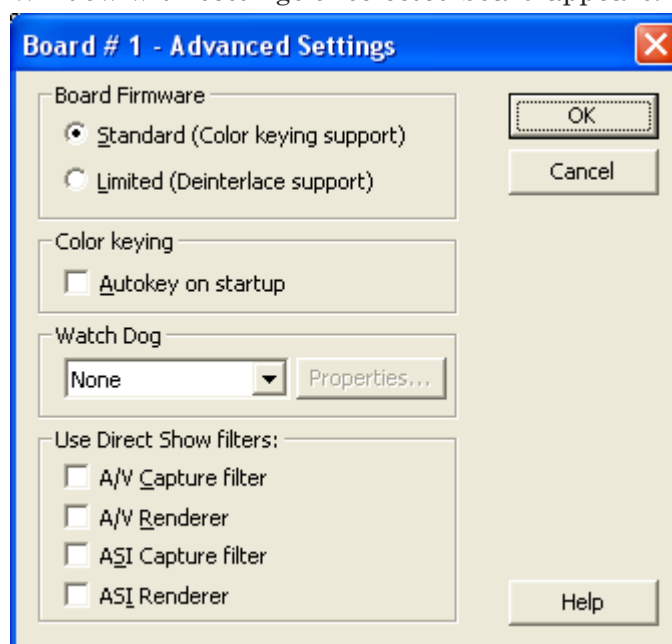 Board # 1 - Advanced Settings
Board Firmware
Standard (Color keying support)
Limited (Deinterlace support)
OK
Cancel
Color keying
Autokey on startup
Watch Dog
None
Properties...
Use Direct Show filters:
A/V Capture filter
A/V Renderer
ASI Capture filter
ASI Renderer
Help